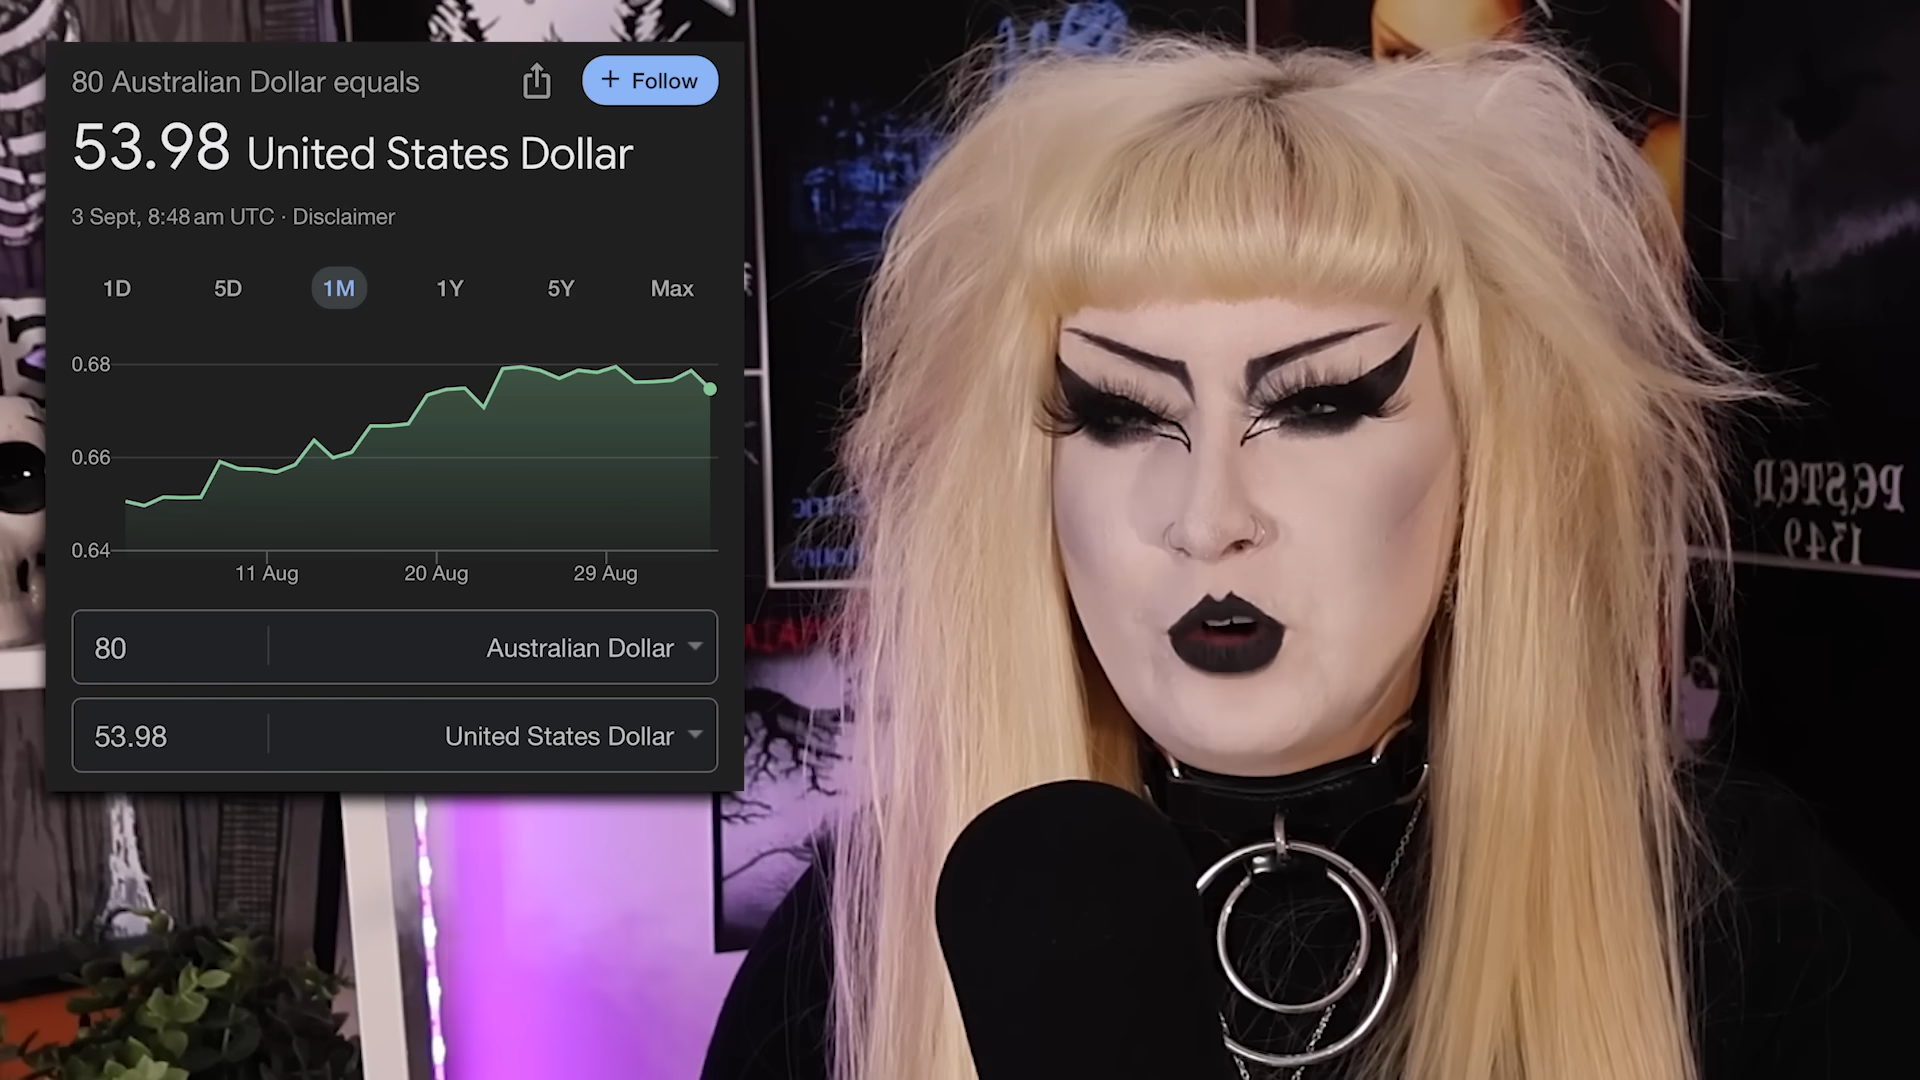 80 Australian Dollar equals
+ Follow
53.98 United States Dollar
3 Sept, 8:48 am UTC · Disclaimer
1D 5D 1M 1Y 5Y Max
0.68
0.66
0.64
11 Aug 20 Aug 29 Aug
80 Australian Dollar
53.98 United States Dollar
PESTEN
1349